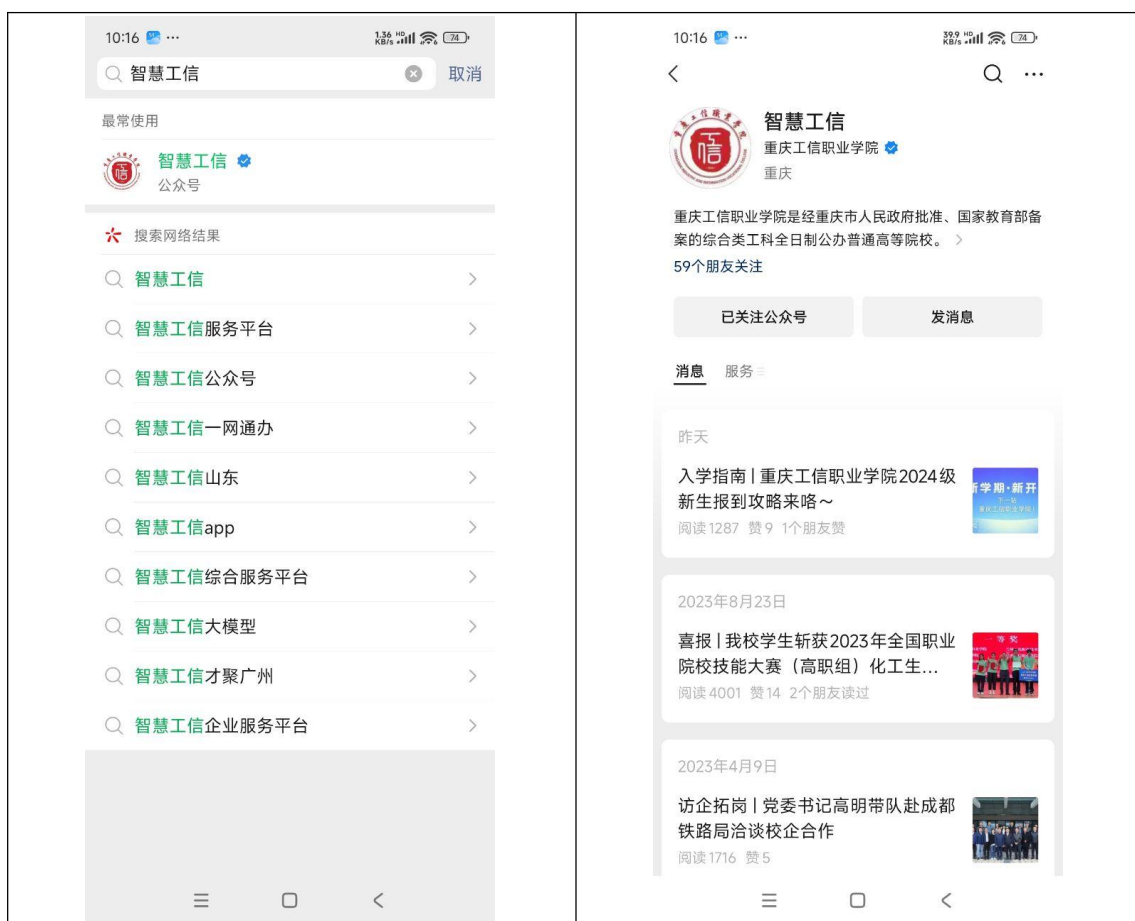 10:16 ...
1.36 KB/s HD 74
智慧工信
取消
最常使用
智慧工信
公众号
搜索网络结果
智慧工信
智慧工信服务平台
智慧工信公众号
智慧工信一网通办
智慧工信山东
智慧工信app
智慧工信综合服务平台
智慧工信大模型
智慧工信才聚广州
智慧工信企业服务平台
10:16 ...
39.9 KB/s HD 74
智慧工信
重庆工信职业学院
重庆
重庆工信职业学院是经重庆市人民政府批准、国家教育部备
案的综合类工科全日制公办普通高等院校。
59个朋友关注
已关注公众号
发消息
消息
服务
昨天
入学指南 | 重庆工信职业学院2024级
新生报到攻略来咯～
阅读1287 赞9 1个朋友赞
新学期·新开
2023年8月23日
喜报 | 我校学生斩获2023年全国职业
院校技能大赛（高职组）化工生...
阅读4001 赞14 2个朋友读过
一等奖
2023年4月9日
访企拓岗 | 党委书记高明带队赴成都
铁路局洽谈校企合作
阅读1716 赞5